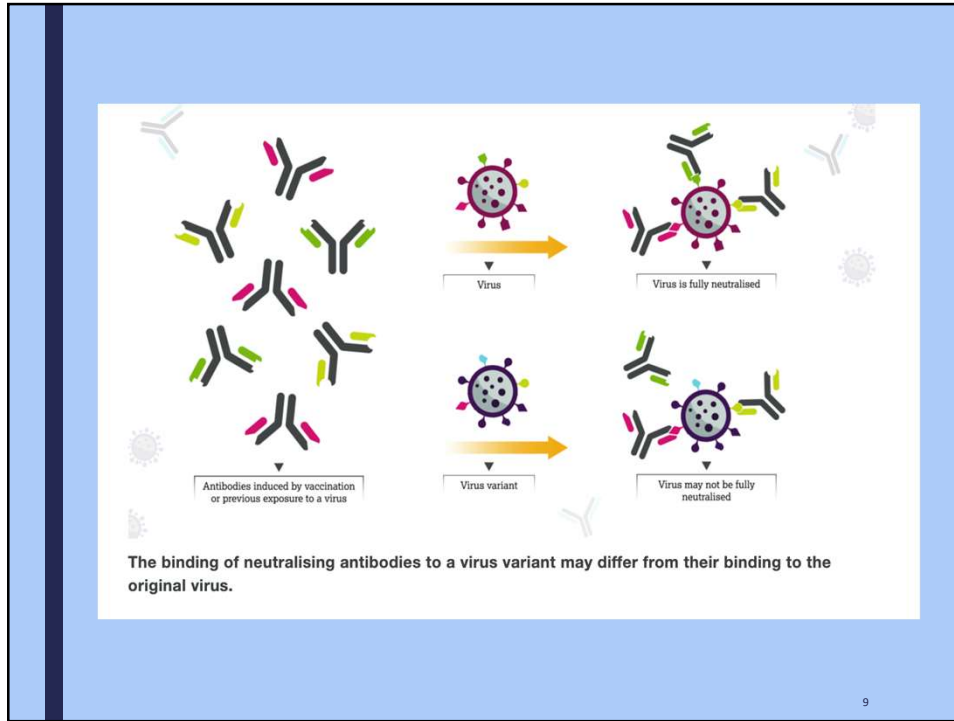 Virus
Virus is fully neutralised
Antibodies induced by vaccination
or previous exposure to a virus
Virus variant
Virus may not be fully
neutralised
The binding of neutralising antibodies to a virus variant may differ from their binding to the
original virus.
9